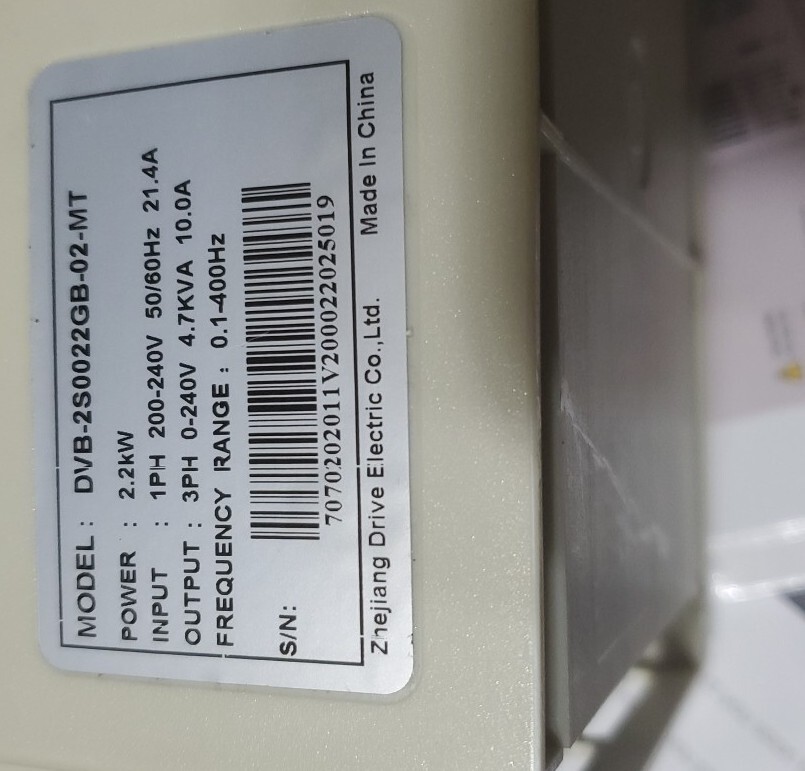 MODEL : DVB-2S0022GB-02-MT
POWER : 2.2kW
INPUT : 1PH 200-240V 50/60Hz 21.4A
OUTPUT : 3PH 0-240V 4.7KVA 10.0A
FREQUENCY RANGE : 0.1-400Hz
S/N:
7070202011V200022025019
Zhejiang Drive Electric Co.,Ltd. Made In China